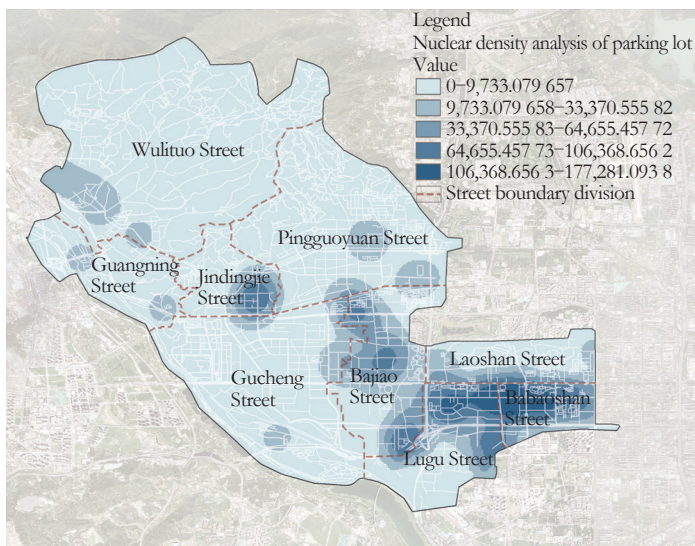 Legend
Nuclear density analysis of parking lot
Value
0–9,733.079 657
9,733.079 658–33,370.555 82
33,370.555 83–64,655.457 72
64,655.457 73–106,368.656 2
106,368.656 3–177,281.093 8
Street boundary division
Wulituo Street
Pingguoyuan Street
Guangning
Street
Jindingjie
Street
Gucheng
Street
Bajiao
Street
Laoshan Street
Babaoshan
Street
Lugu Street